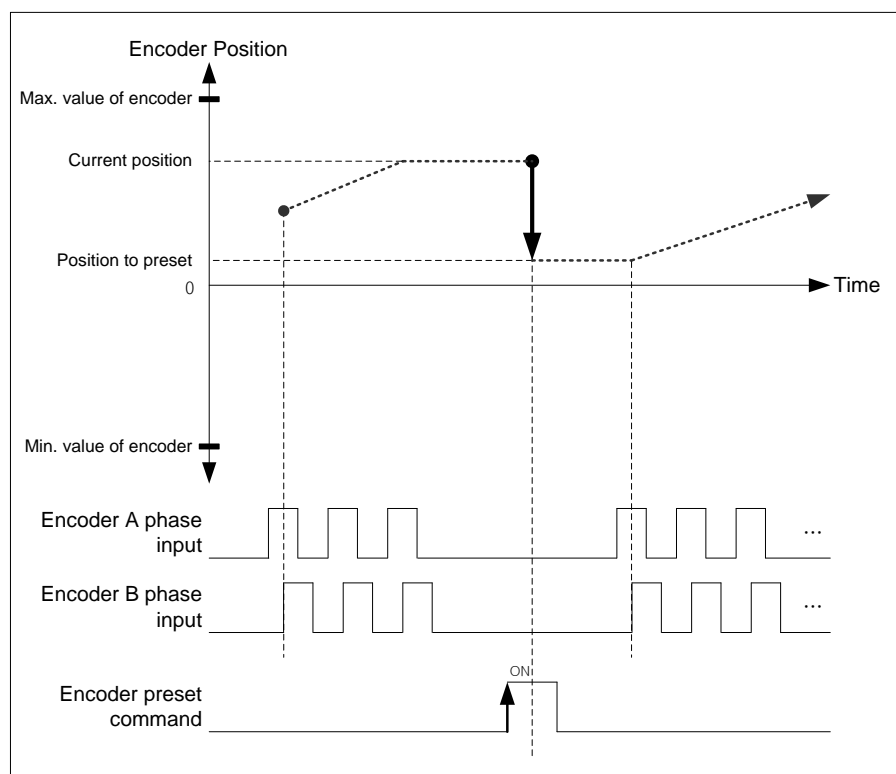 Encoder Position
Max. value of encoder
Current position
Position to preset
0
Time
Min. value of encoder
Encoder A phase
input
...
Encoder B phase
input
...
ON
Encoder preset
command